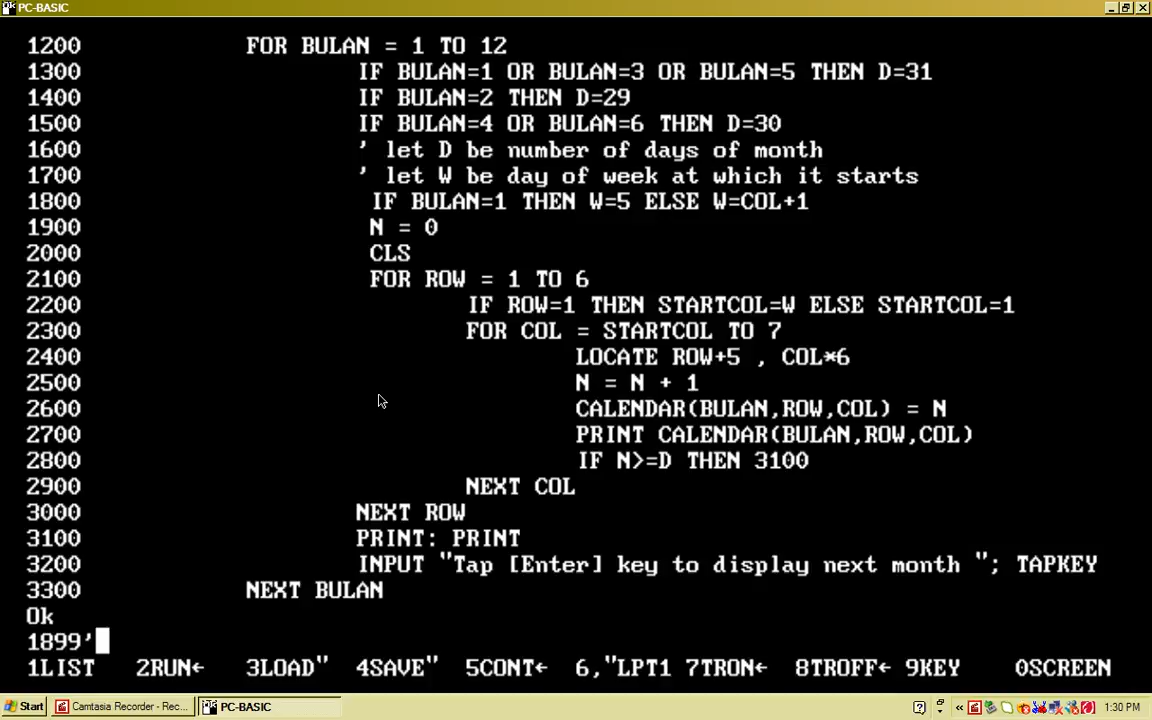 PC-BASIC
1200 FOR BULAN = 1 TO 12
1300 IF BULAN=1 OR BULAN=3 OR BULAN=5 THEN D=31
1400 IF BULAN=2 THEN D=29
1500 IF BULAN=4 OR BULAN=6 THEN D=30
1600 ' let D be number of days of month
1700 ' let W be day of week at which it starts
1800 IF BULAN=1 THEN W=5 ELSE W=COL+1
1900 N = 0
2000 CLS
2100 FOR ROW = 1 TO 6
2200 IF ROW=1 THEN STARTCOL=W ELSE STARTCOL=1
2300 FOR COL = STARTCOL TO 7
2400 LOCATE ROW+5 , COL*6
2500 N = N + 1
2600 CALENDAR(BULAN,ROW,COL) = N
2700 PRINT CALENDAR(BULAN,ROW,COL)
2800 IF N>=D THEN 3100
2900 NEXT COL
3000 NEXT ROW
3100 PRINT: PRINT
3200 INPUT "Tap [Enter] key to display next month "; TAPKEY
3300 NEXT BULAN
Ok
1899'
1LIST 2RUN← 3LOAD" 4SAVE" 5CONT← 6,"LPT1 7TRON← 8TROFF← 9KEY 0SCREEN
Start Camtasia Recorder - Rec... PC-BASIC « 1:30 PM